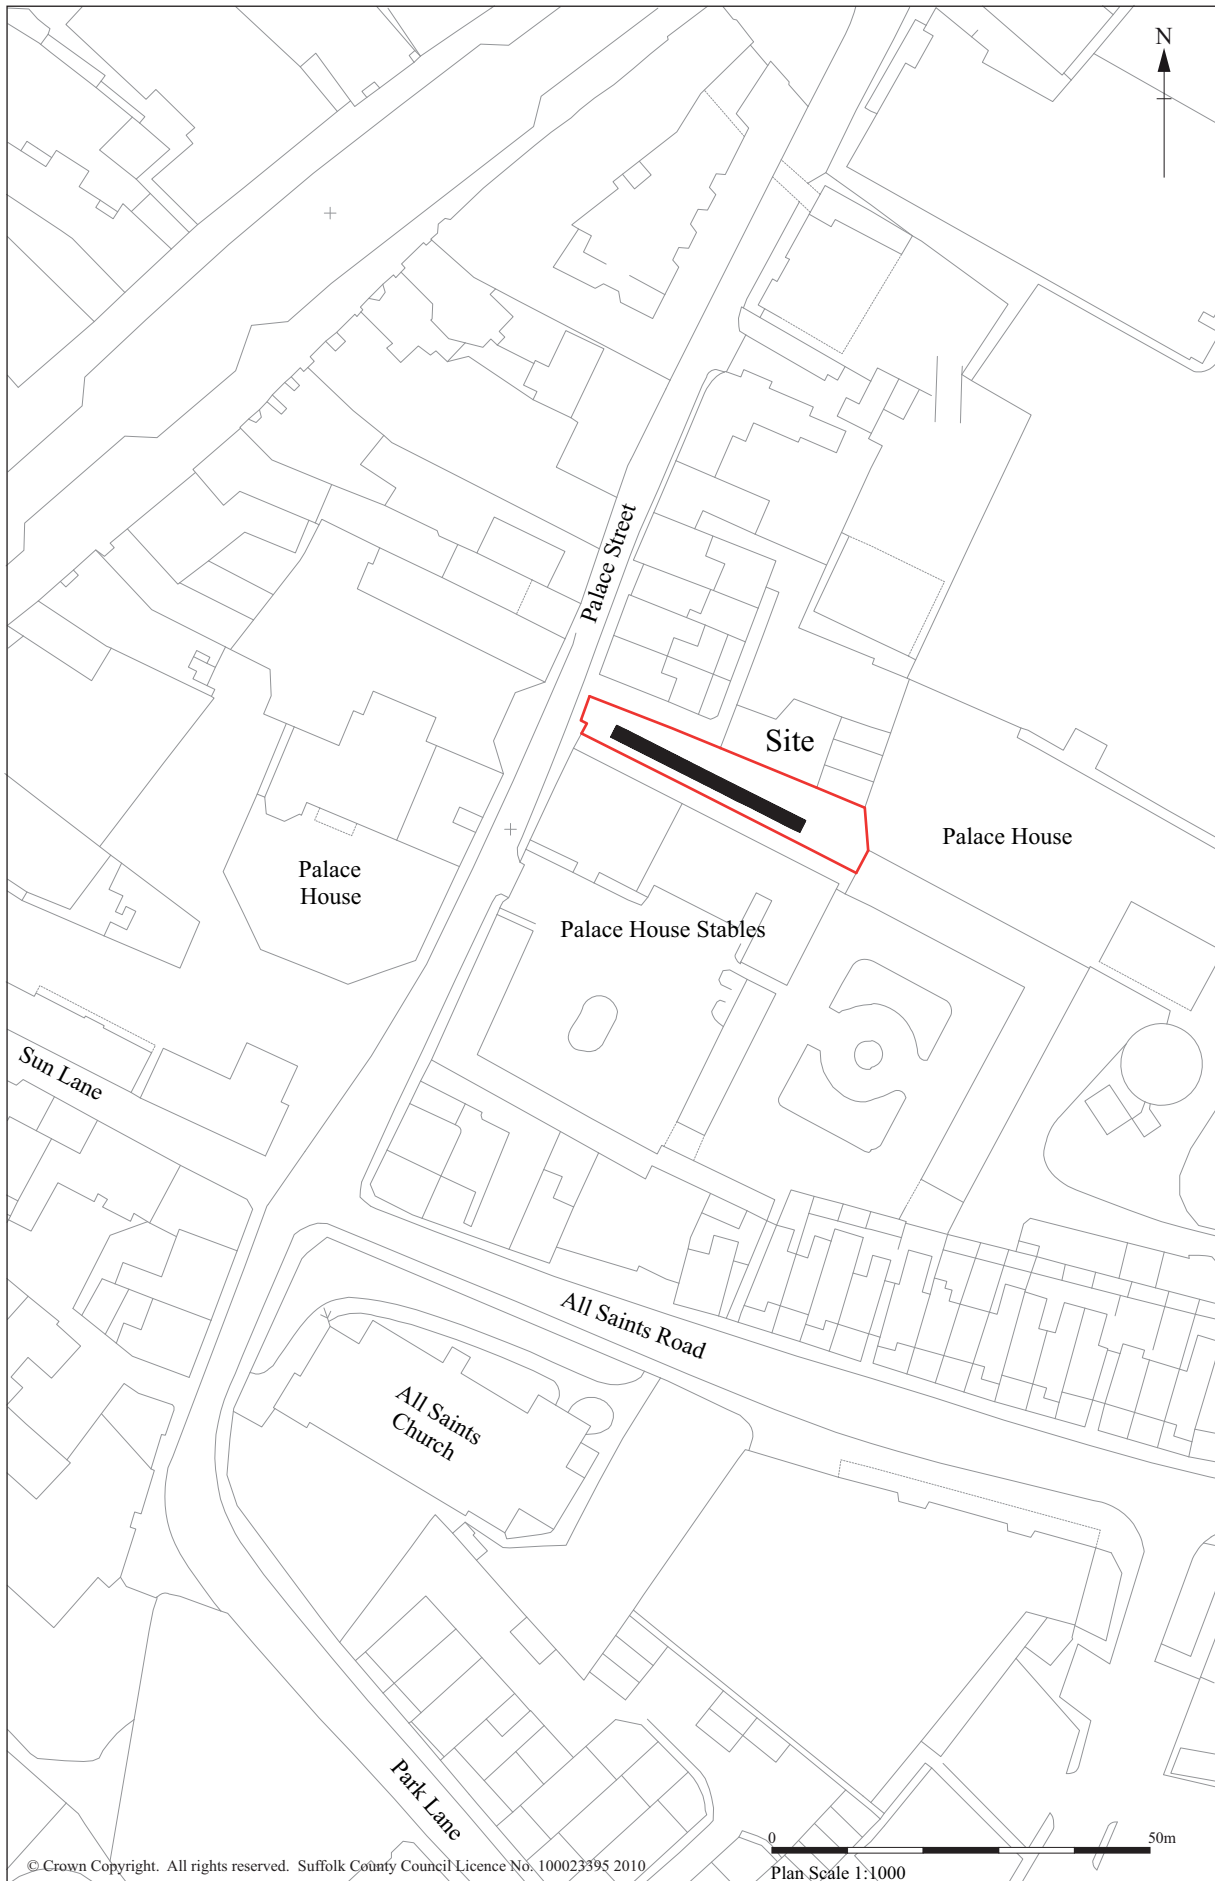 N
Palace Street
Site
Palace House
Palace
House
Palace House Stables
Sun Lane
All Saints Road
All Saints
Church
Park Lane
0 50m
Plan Scale 1:1000
© Crown Copyright. All rights reserved. Suffolk County Council Licence No. 100023395 2010